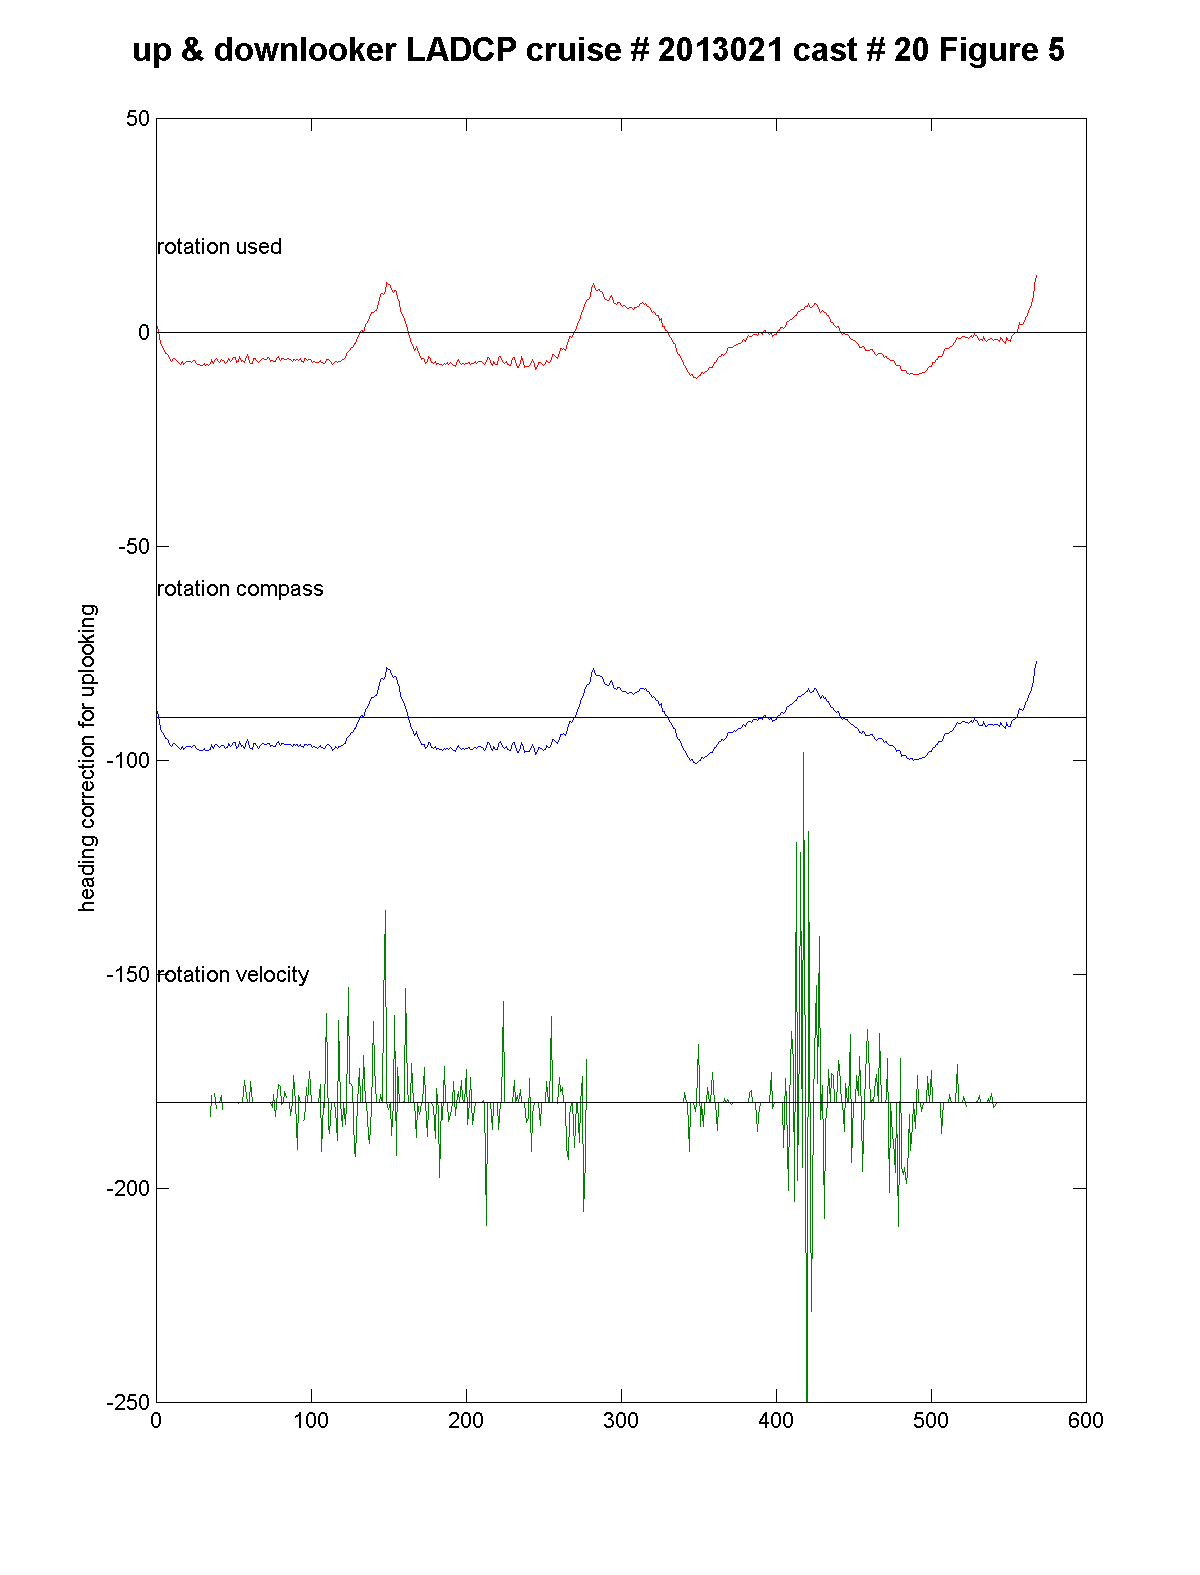 up & downlooker LADCP cruise # 2013021 cast # 20 Figure 5
50
rotation used
0
-50
rotation compass
heading correction for uplooking
-100
-150
rotation velocity
-200
-250
0 100 200 300 400 500 600